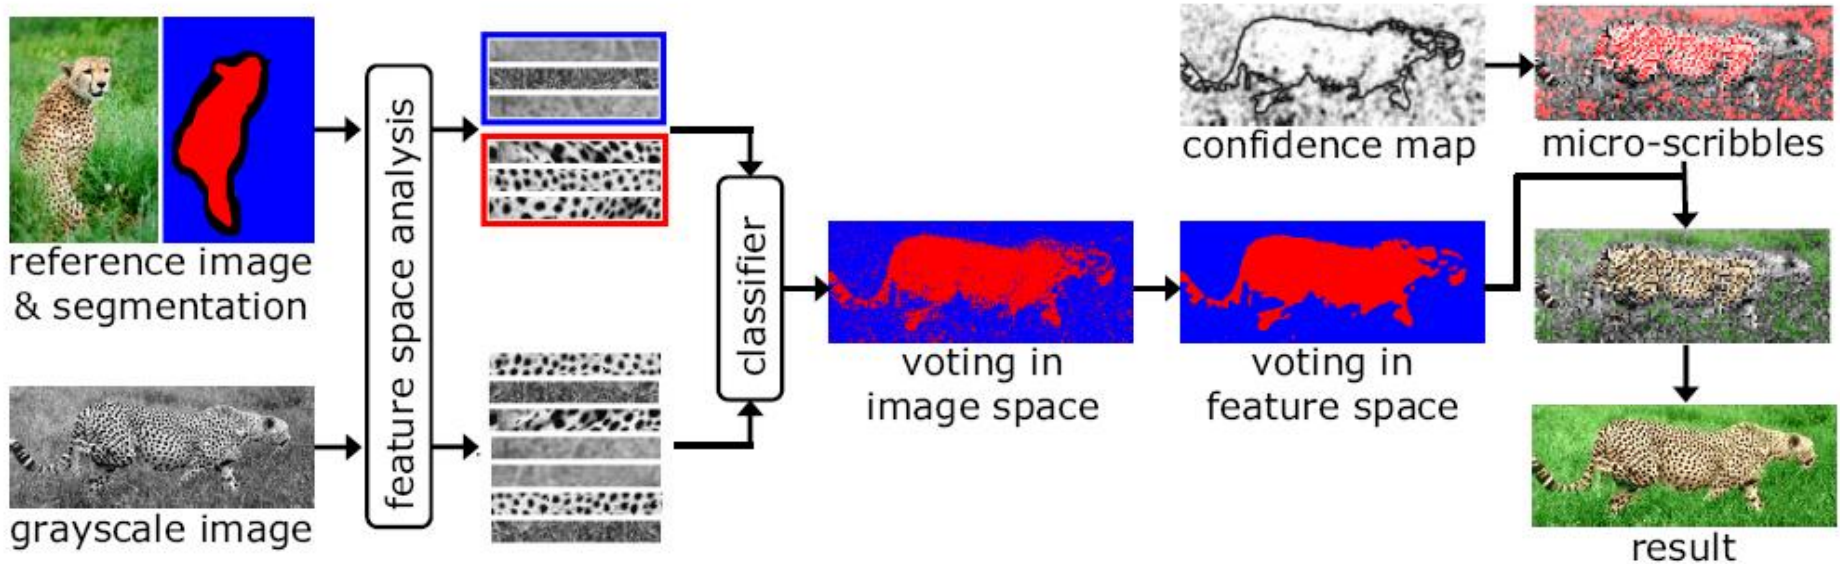 reference image
& segmentation
grayscale image
feature space analysis
classifier
voting in
image space
voting in
feature space
confidence map
micro-scribbles
result